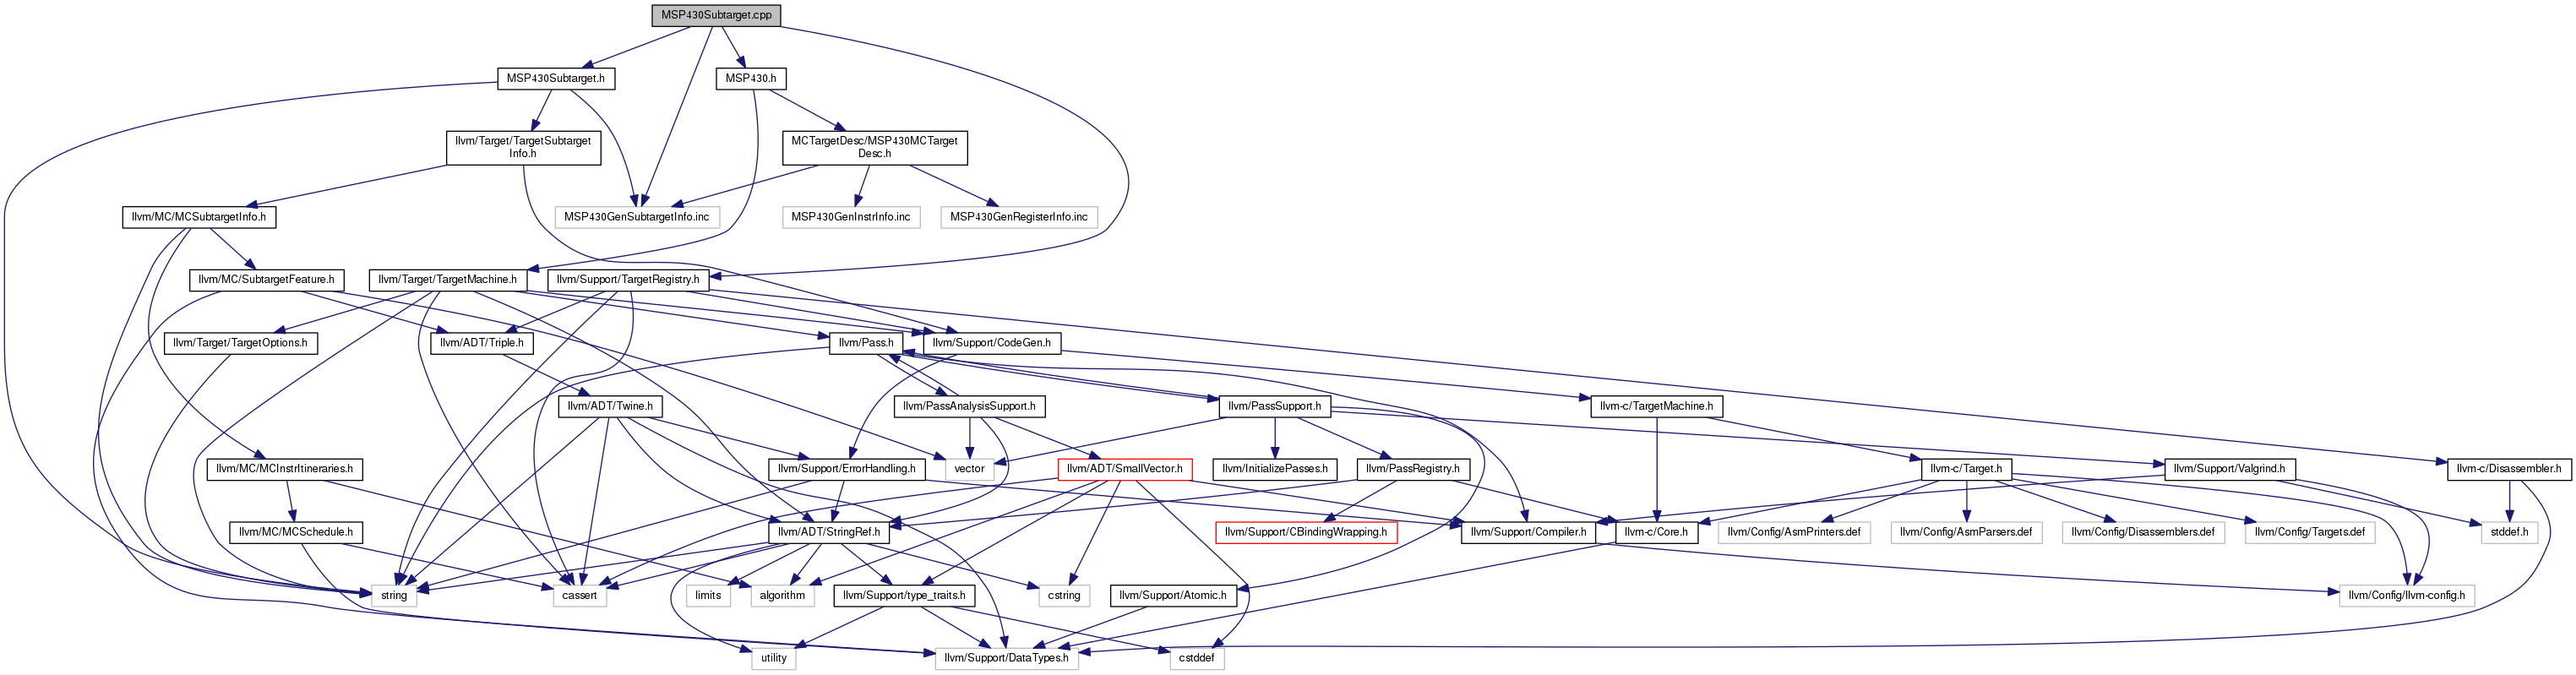 MSP430Subtarget.cpp
MSP430Subtarget.h
MSP430.h
llvm/Target/TargetSubtarget
Info.h
MCTargetDesc/MSP430MCTarget
Desc.h
llvm/MC/MCSubtargetInfo.h
MSP430GenSubtargetInfo.inc
MSP430GenInstrInfo.inc
MSP430GenRegisterInfo.inc
llvm/MC/SubtargetFeature.h
llvm/Target/TargetMachine.h
llvm/Support/TargetRegistry.h
llvm/Target/TargetOptions.h
llvm/ADT/Triple.h
llvm/Pass.h
llvm/Support/CodeGen.h
llvm/ADT/Twine.h
llvm/PassAnalysisSupport.h
llvm/PassSupport.h
llvm-c/TargetMachine.h
llvm/MC/MCInstrItineraries.h
llvm/Support/ErrorHandling.h
vector
llvm/ADT/SmallVector.h
llvm/InitializePasses.h
llvm/PassRegistry.h
llvm-c/Target.h
llvm/Support/Valgrind.h
llvm-c/Disassembler.h
llvm/MC/MCSchedule.h
llvm/ADT/StringRef.h
llvm/Support/CBindingWrapping.h
llvm/Support/Compiler.h
llvm-c/Core.h
llvm/Config/AsmPrinters.def
llvm/Config/AsmParsers.def
llvm/Config/Disassemblers.def
llvm/Config/Targets.def
stddef.h
string
cassert
limits
algorithm
llvm/Support/type_traits.h
cstring
llvm/Support/Atomic.h
llvm/Config/llvm-config.h
utility
llvm/Support/DataTypes.h
cstddef